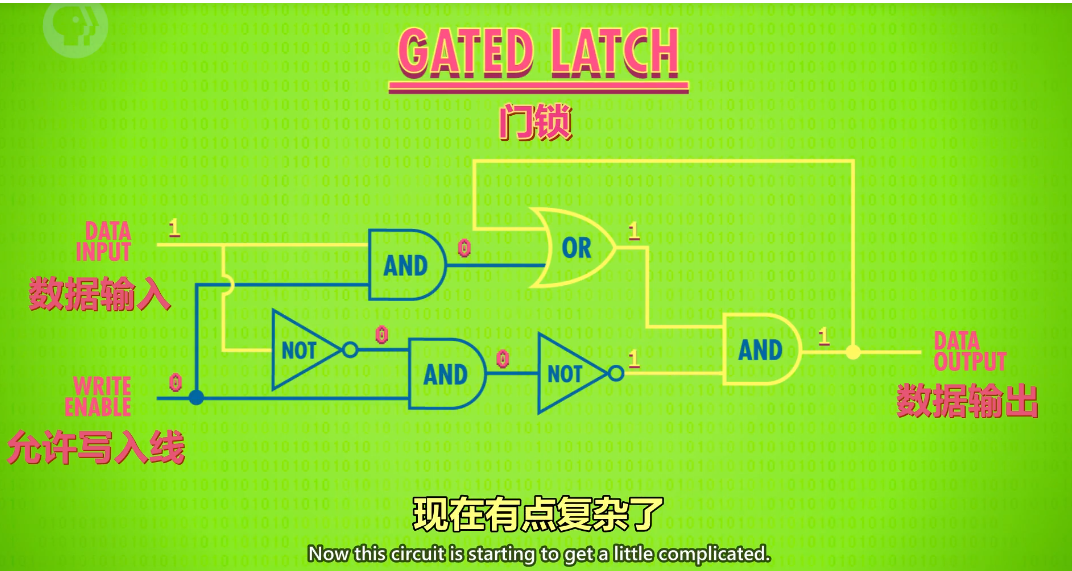 GATED LATCH
门锁
DATA
INPUT
数据输入
1
WRITE
ENABLE
允许写入线
0
AND
0
NOT
0
AND
0
NOT
1
OR
1
AND
1
DATA
OUTPUT
数据输出
现在有点复杂了
Now this circuit is starting to get a little complicated.